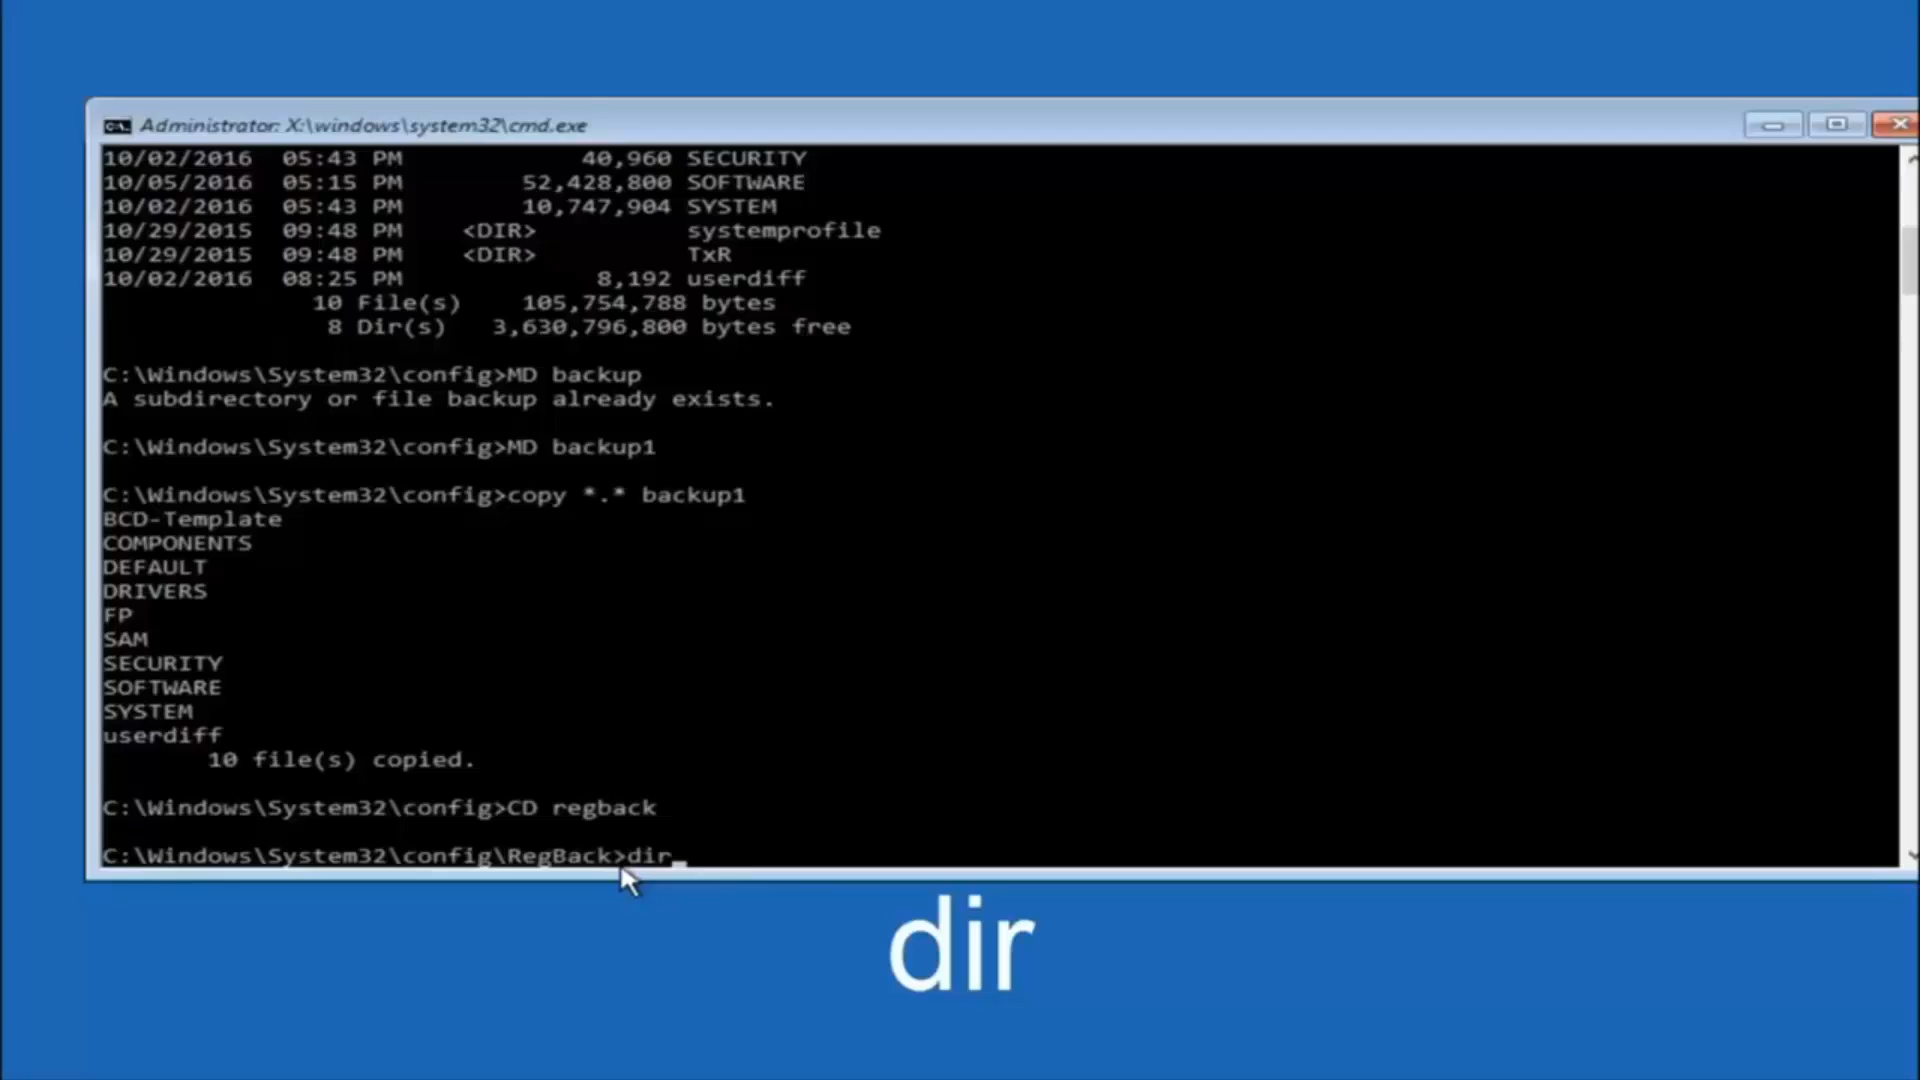 Administrator: X:\windows\system32\cmd.exe
10/02/2016  05:43 PM            40,960 SECURITY
10/05/2016  05:15 PM        52,428,800 SOFTWARE
10/02/2016  05:43 PM        10,747,904 SYSTEM
10/29/2015  09:48 PM    <DIR>          systemprofile
10/29/2015  09:48 PM    <DIR>          TxR
10/02/2016  08:25 PM             8,192 userdiff
              10 File(s)    105,754,788 bytes
               8 Dir(s)   3,630,796,800 bytes free
C:\Windows\System32\config>MD backup
A subdirectory or file backup already exists.
C:\Windows\System32\config>MD backup1
C:\Windows\System32\config>copy *.* backup1
BCD-Template
COMPONENTS
DEFAULT
DRIVERS
FP
SAM
SECURITY
SOFTWARE
SYSTEM
userdiff
       10 file(s) copied.
C:\Windows\System32\config>CD regback
C:\Windows\System32\config\RegBack>dir_
dir